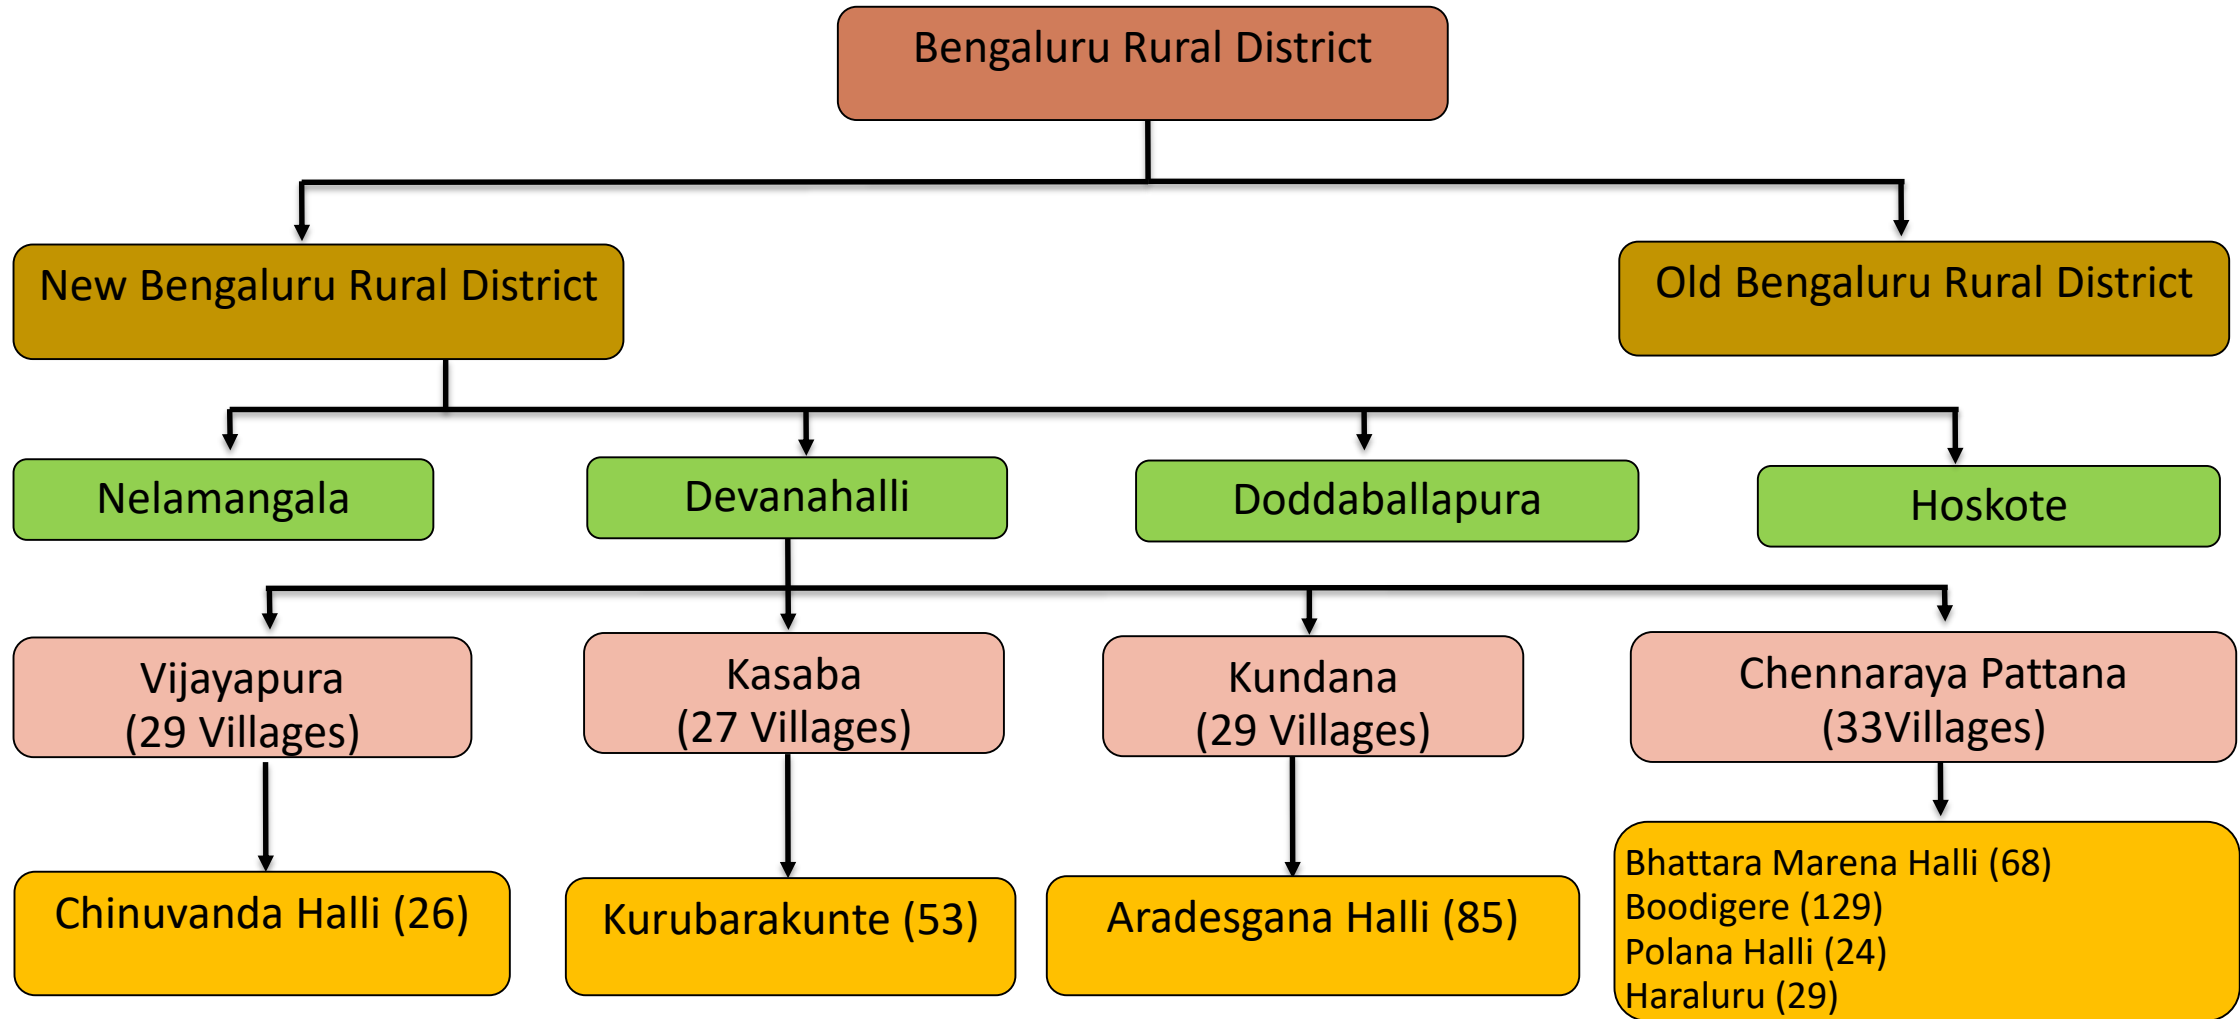 Bengaluru Rural District
New Bengaluru Rural District
Old Bengaluru Rural District
Nelamangala
Devanahalli
Doddaballapura
Hoskote
Vijayapura
(29 Villages)
Kasaba
(27 Villages)
Kundana
(29 Villages)
Chennaraya Pattana
(33Villages)
Chinuvanda Halli (26)
Kurubarakunte (53)
Aradesgana Halli (85)
Bhattara Marena Halli (68)
Boodigere (129)
Polana Halli (24)
Haraluru (29)